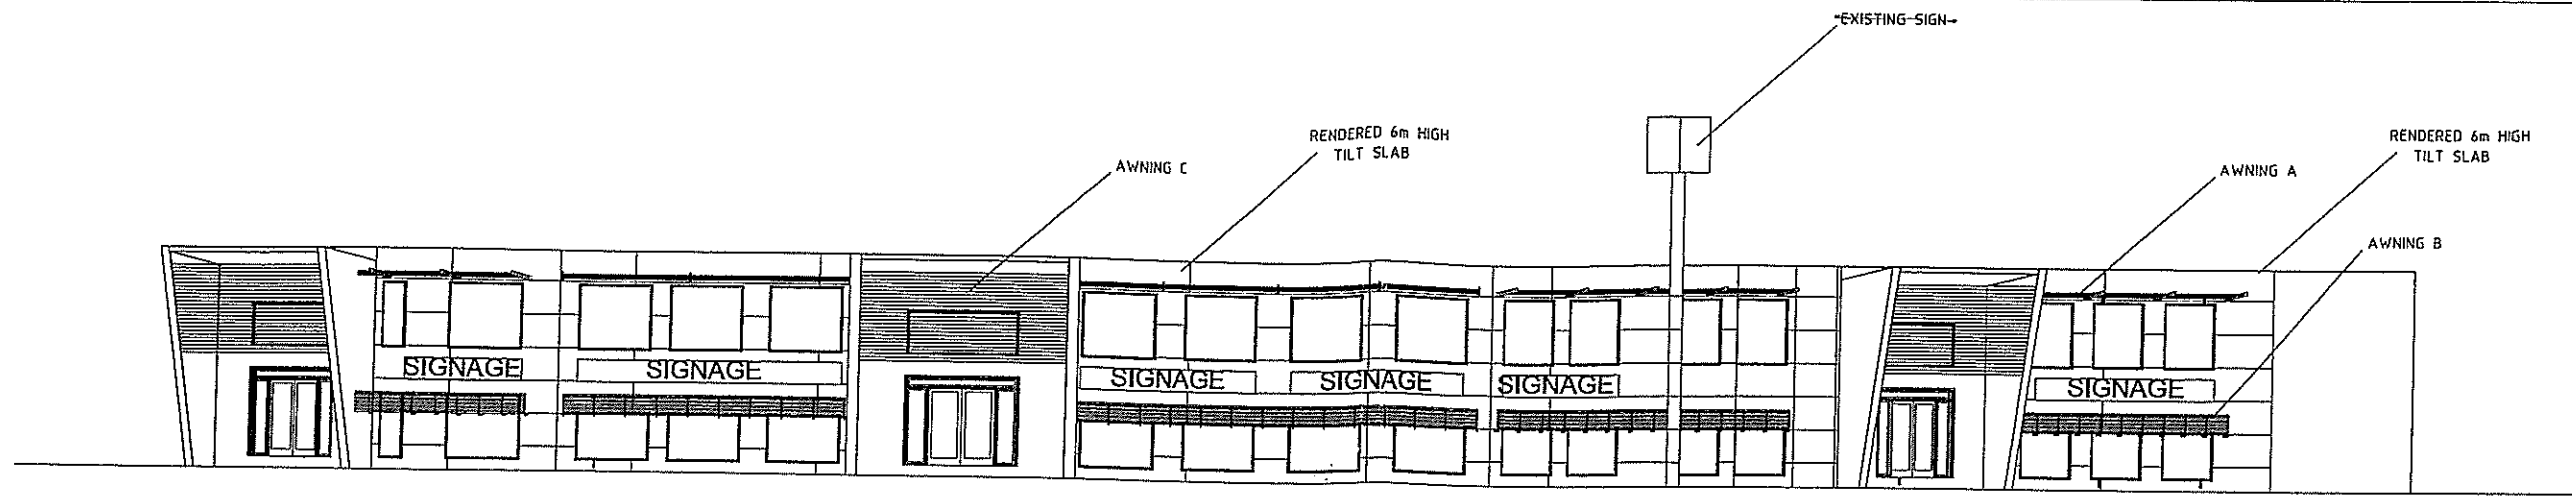 EXISTING SIGN
RENDERED 6m HIGH
TILT SLAB
RENDERED 6m HIGH
TILT SLAB
AWNING C
AWNING A
AWNING B
SIGNAGE
SIGNAGE
SIGNAGE
SIGNAGE
SIGNAGE
SIGNAGE